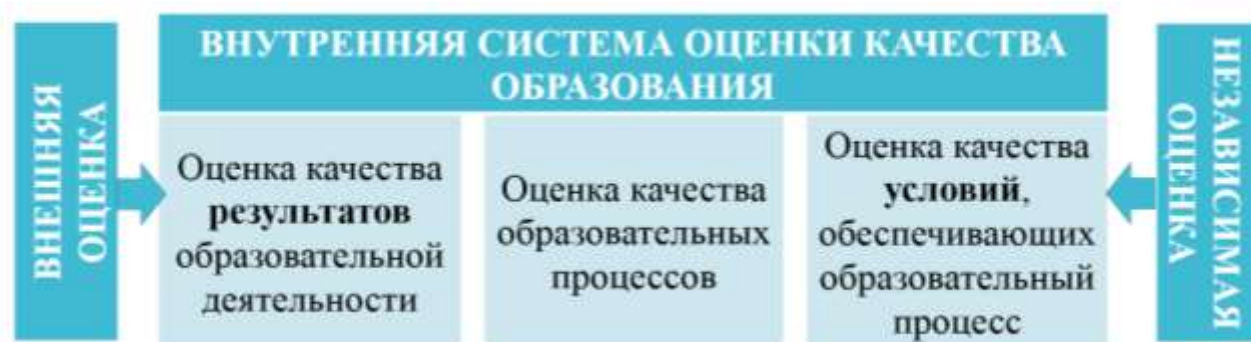 ВНЕШНЯЯ
ОЦЕНКА
ВНУТРЕННЯЯ СИСТЕМА ОЦЕНКИ КАЧЕСТВА
ОБРАЗОВАНИЯ
Оценка качества
результатов
образовательной
деятельности
Оценка качества
образовательных
процессов
Оценка качества
условий,
обеспечивающих
образовательный
процесс
НЕЗАВИСИМАЯ
ОЦЕНКА